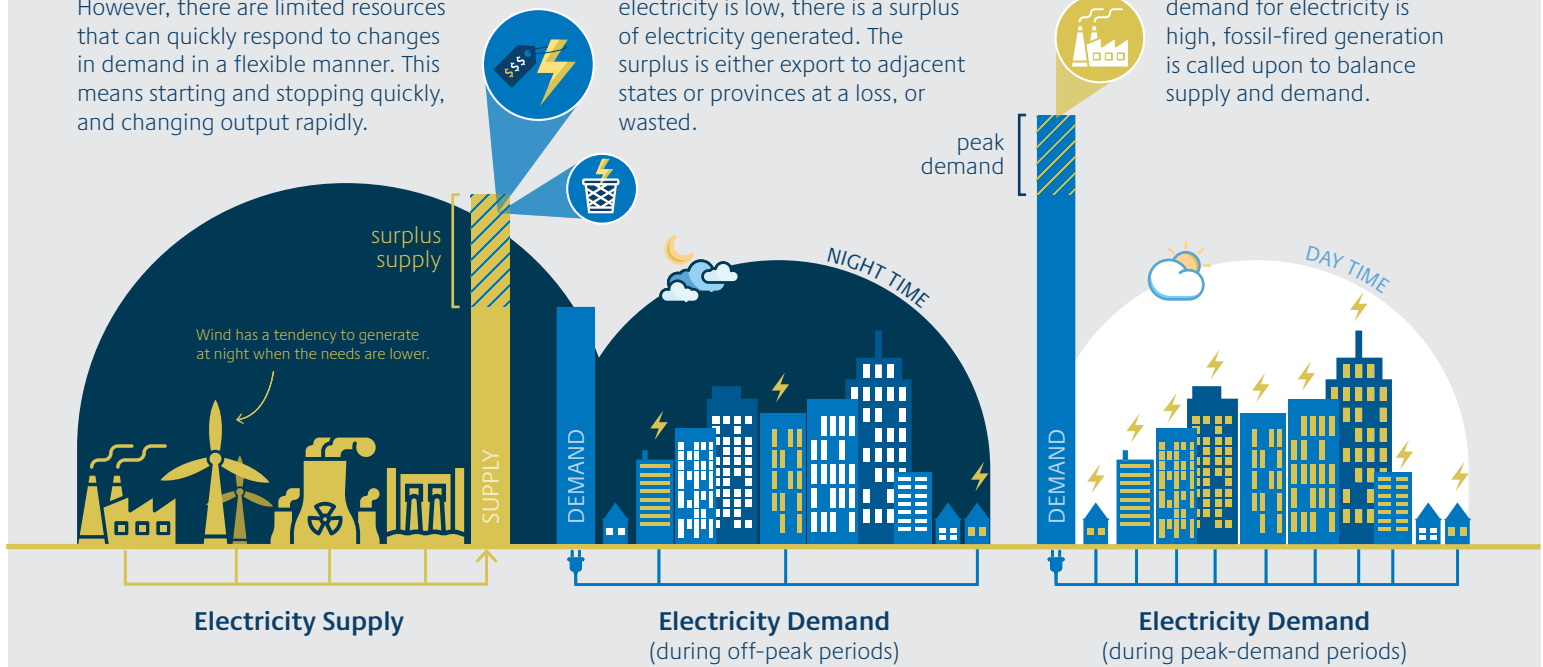 However, there are limited resources
that can quickly respond to changes
in demand in a flexible manner. This
means starting and stopping quickly,
and changing output rapidly.
electricity is low, there is a surplus
of electricity generated. The
surplus is either export to adjacent
states or provinces at a loss, or
wasted.
demand for electricity is
high, fossil-fired generation
is called upon to balance
supply and demand.
$$$
peak
demand
surplus
supply
NIGHT TIME
DAY TIME
Wind has a tendency to generate
at night when the needs are lower.
SUPPLY
DEMAND
DEMAND
Electricity Supply
Electricity Demand
(during off-peak periods)
Electricity Demand
(during peak-demand periods)